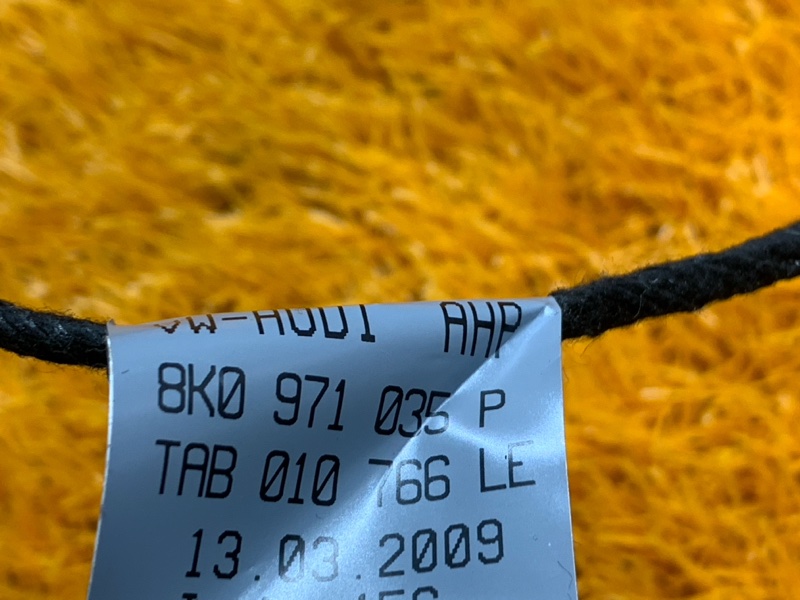 VW-AUDI AHP
8K0 971 035 P
TAB 010 766 LE
13.03.2009